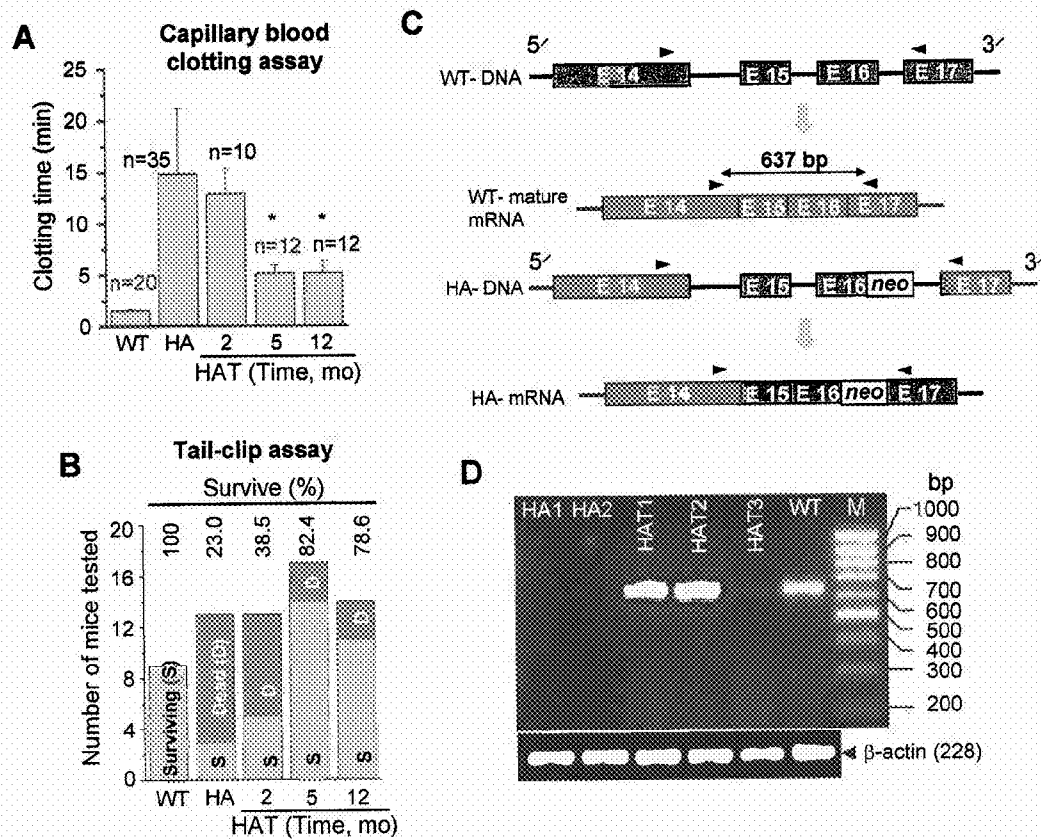 A
Capillary blood
clotting assay
Clotting time (min)
25
20
15
10
5
0
n=20
n=35
n=10
*
n=12
*
n=12
WT HA 2 5 12
HAT (Time, mo)
B
Tail-clip assay
Survive (%)
Number of mice tested
20
16
12
8
4
0
100
23.0
38.5
82.4
78.6
Surviving (S)
S
D
S
D
S
D
S
WT HA 2 5 12
HAT (Time, mo)
C
5′ 3′
WT- DNA
E 15 E 16 E 17
637 bp
WT- mature
mRNA
E 14 E 15 E 16 E 17
5′ 3′
HA- DNA
E 14 E 15 E 16 neo E 17
HA- mRNA
E 14 E 15 E 16 neo E 17
D
HA1 HA2 HAT1 HAT2 HAT3 WT M
bp
1000
900
800
700
600
500
400
300
200
β-actin (228)